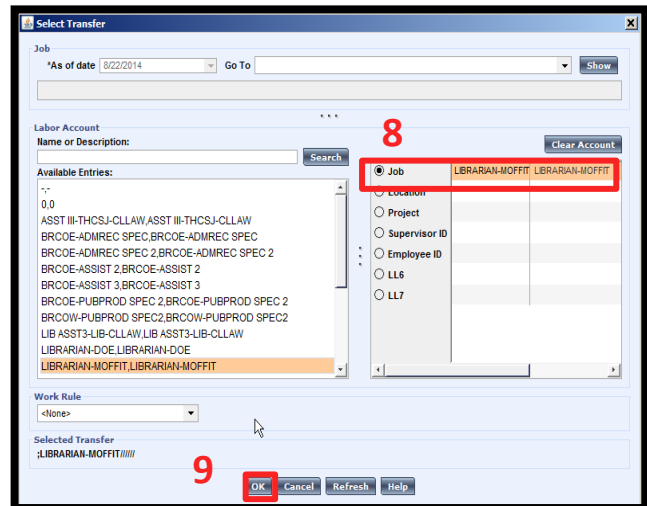 Select Transfer
Job
*As of date 8/22/2014 Go To Show
8
Labor Account
Name or Description: Clear Account
Search
Available Entries:
-,-
0,0
ASST III-THCSJ-CLLAW,ASST III-THCSJ-CLLAW
BRCOE-ADMREC SPEC,BRCOE-ADMREC SPEC
BRCOE-ADMREC SPEC 2,BRCOE-ADMREC SPEC 2
BRCOE-ASSIST 2,BRCOE-ASSIST 2
BRCOE-ASSIST 3,BRCOE-ASSIST 3
BRCOE-PUBPROD SPEC 2,BRCOE-PUBPROD SPEC 2
BRCOW-PUBPROD SPEC2,BRCOW-PUBPROD SPEC2
LIB ASST3-LIB-CLLAW,LIB ASST3-LIB-CLLAW
LIBRARIAN-DOE,LIBRARIAN-DOE
LIBRARIAN-MOFFIT,LIBRARIAN-MOFFIT
Job LIBRARIAN-MOFFIT LIBRARIAN-MOFFIT
Location
Project
Supervisor ID
Employee ID
LL6
LL7
Work Rule
<None>
Selected Transfer
;LIBRARIAN-MOFFIT//////
9
OK Cancel Refresh Help